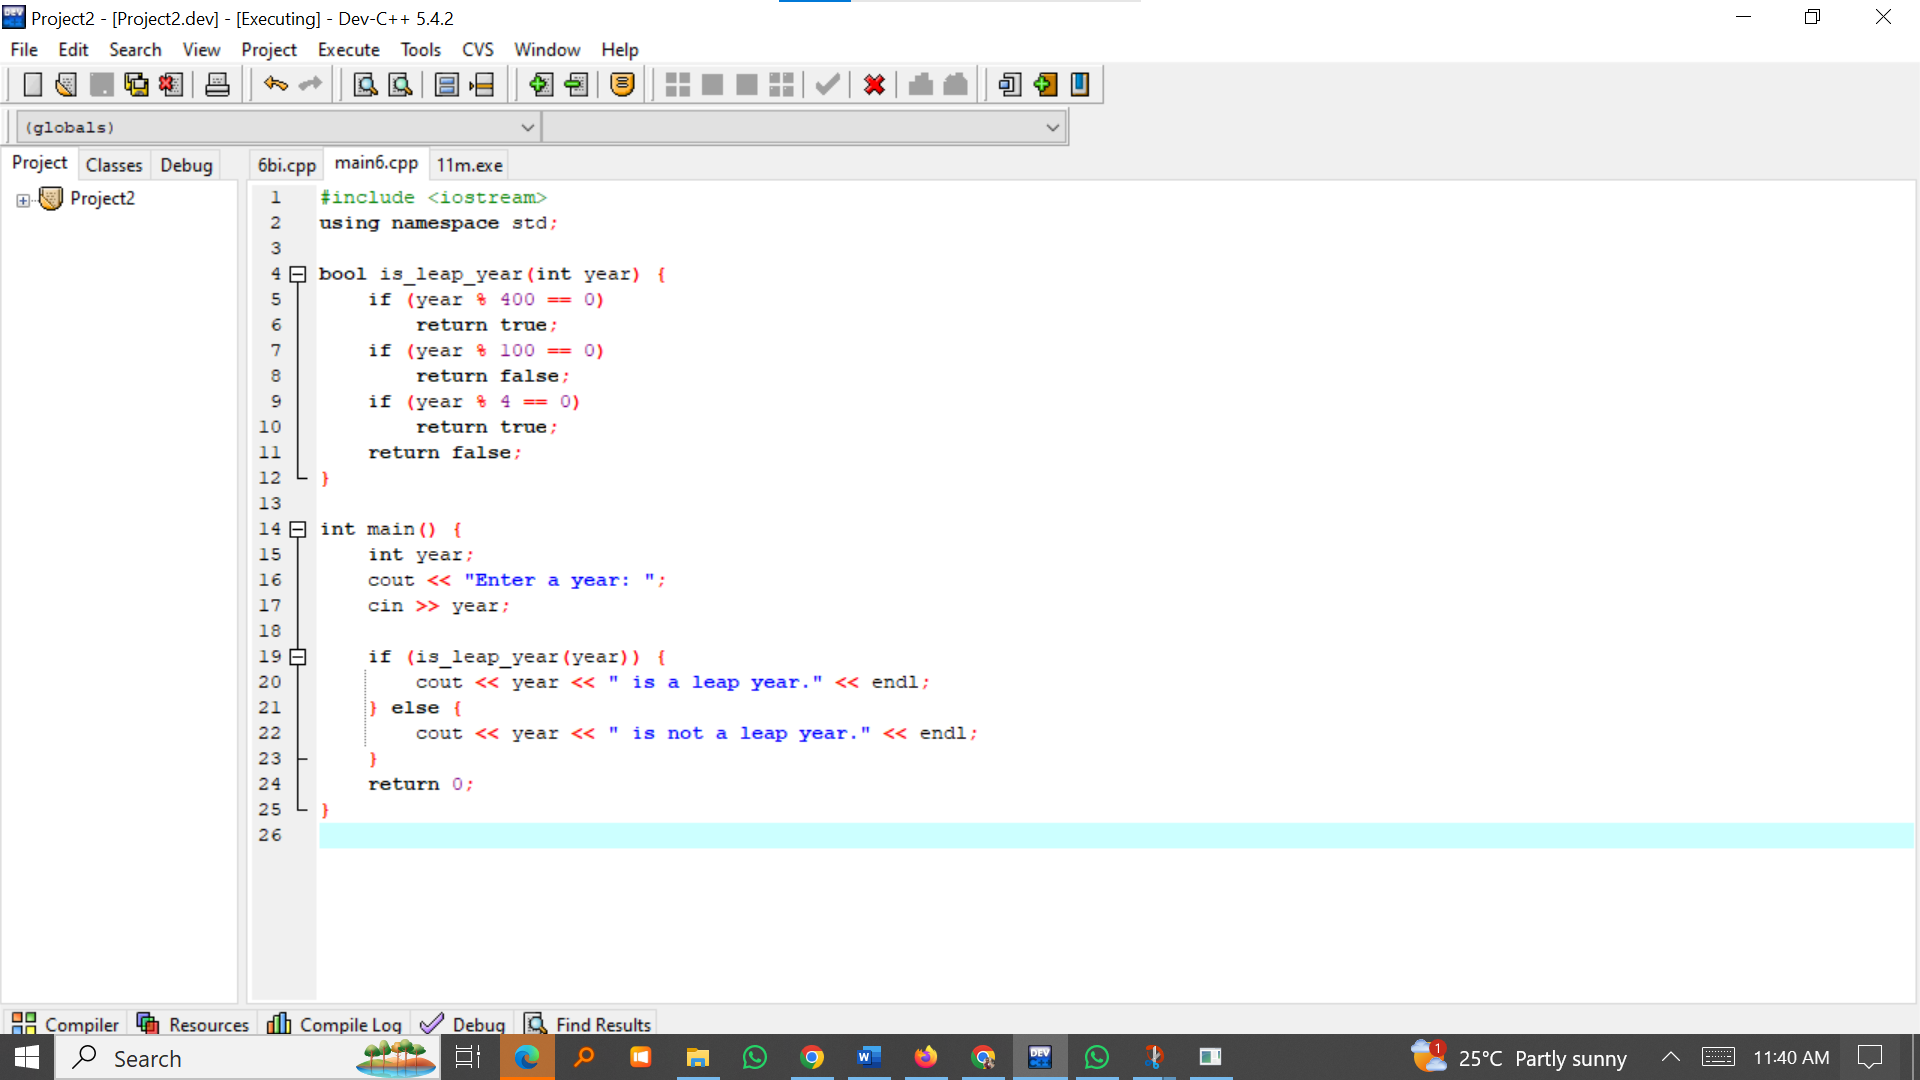 Project2 - [Project2.dev] - [Executing] - Dev-C++ 5.4.2
File Edit Search View Project Execute Tools CVS Window Help
(globals)
Project Classes Debug 6bi.cpp main6.cpp 11m.exe
Project2
1 #include <iostream>
2 using namespace std;
3
4 bool is_leap_year(int year) {
5     if (year % 400 == 0)
6         return true;
7     if (year % 100 == 0)
8         return false;
9     if (year % 4 == 0)
10         return true;
11     return false;
12 }
13
14 int main() {
15     int year;
16     cout << "Enter a year: ";
17     cin >> year;
18
19     if (is_leap_year(year)) {
20         cout << year << " is a leap year." << endl;
21     } else {
22         cout << year << " is not a leap year." << endl;
23     }
24     return 0;
25 }
26
Compiler Resources Compile Log Debug Find Results
Search DEV 1 25°C Partly sunny 11:40 AM